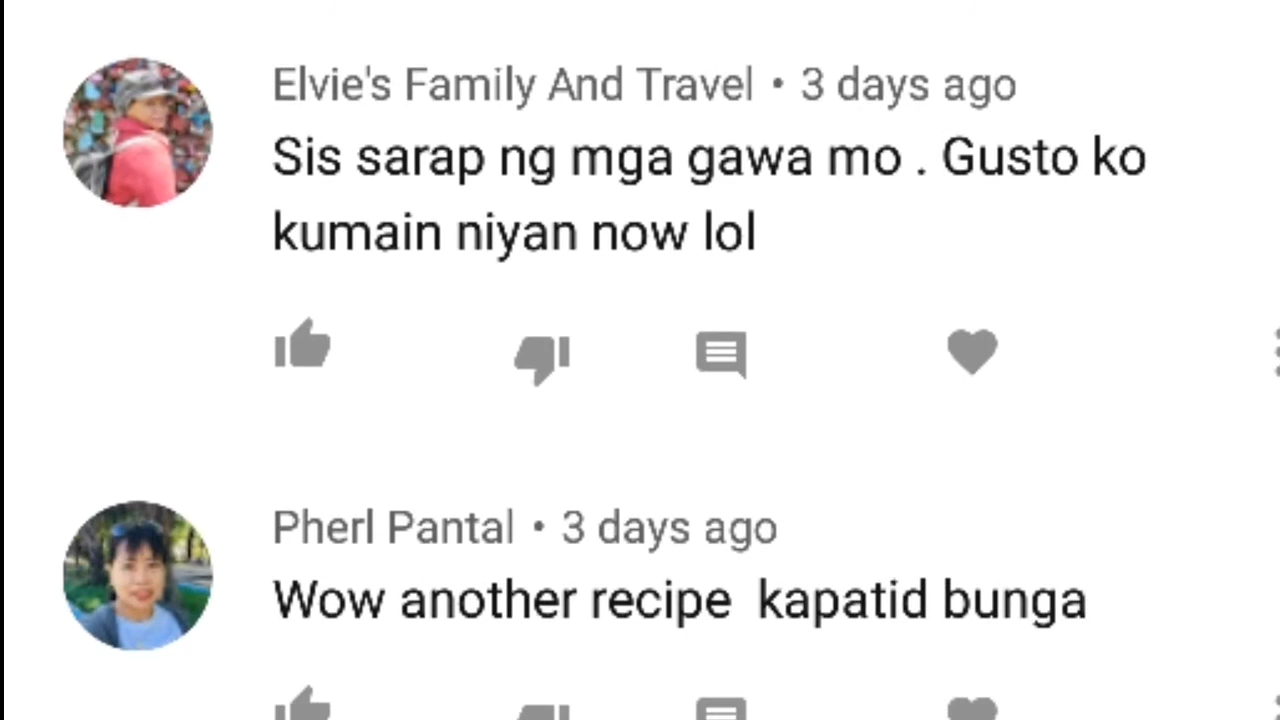 Elvie's Family And Travel • 3 days ago
Sis sarap ng mga gawa mo . Gusto ko
kumain niyan now lol
Pherl Pantal • 3 days ago
Wow another recipe  kapatid bunga